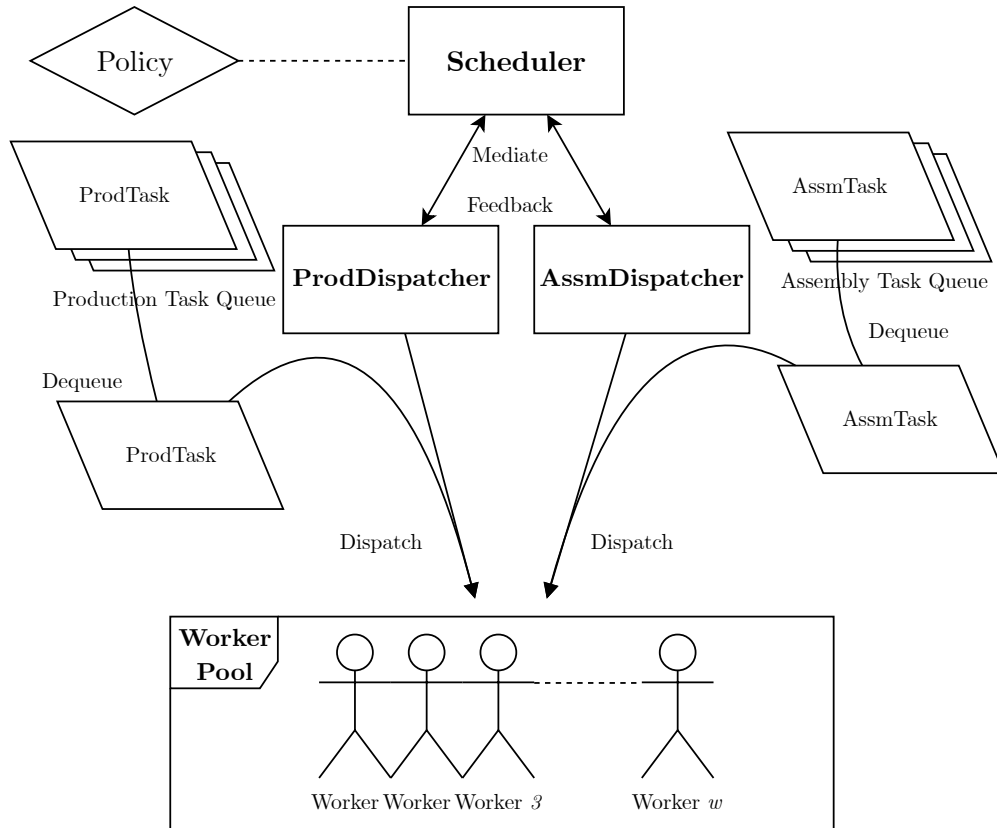 Policy
Scheduler
Mediate
Feedback
ProdTask
AssmTask
ProdDispatcher
AssmDispatcher
Production Task Queue
Assembly Task Queue
Dequeue
Dequeue
ProdTask
AssmTask
Dispatch
Dispatch
Worker
Pool
Worker
Worker
Worker 3
Worker w